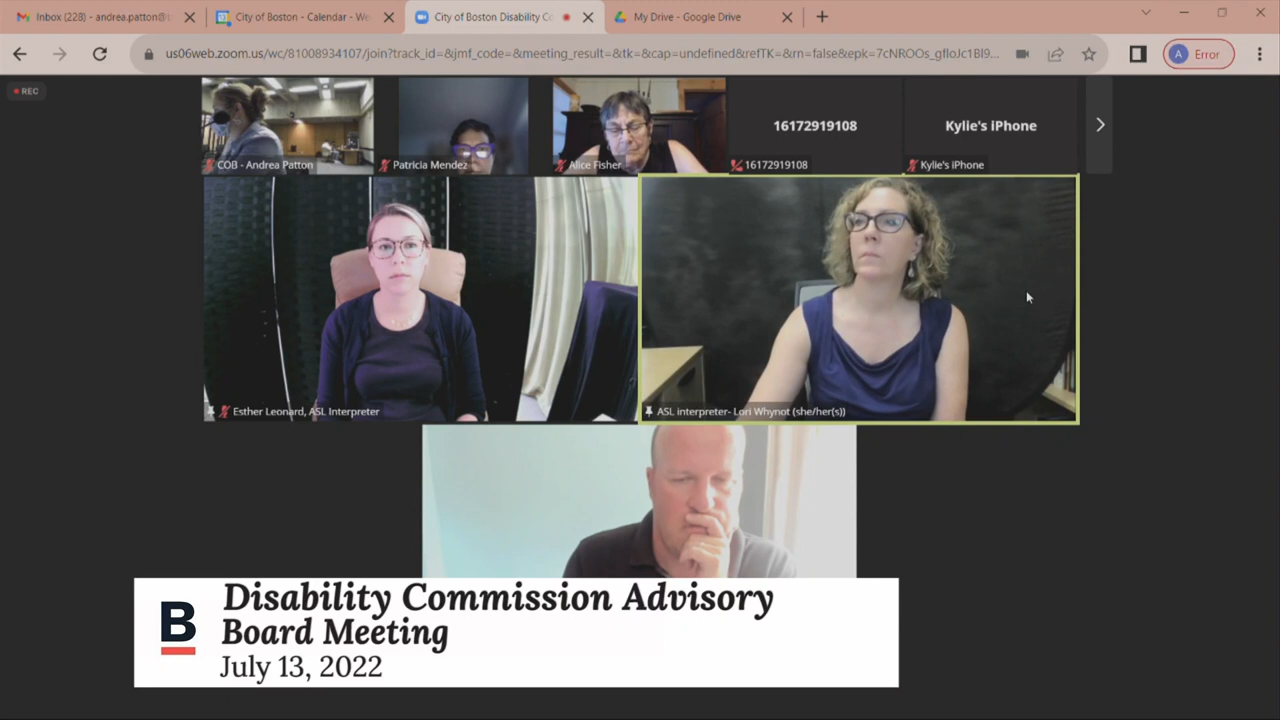 Inbox (228) - andrea.patton@
City of Boston - Calendar - We
City of Boston Disability Co
My Drive - Google Drive
us06web.zoom.us/wc/81008934107/join?track_id=&jmf_code=&meeting_result=&tk=&cap=undefined&refTK=&rn=false&epk=7cNROOs_gfloJc1Bl9...
A Error
REC
16172919108
Kylie's iPhone
COB - Andrea Patton
Patricia Mendez
Alice Fisher
16172919108
Kylie's iPhone
Esther Leonard, ASL Interpreter
ASL interpreter- Lori Whynot (she/her(s))
B
Disability Commission Advisory
Board Meeting
July 13, 2022